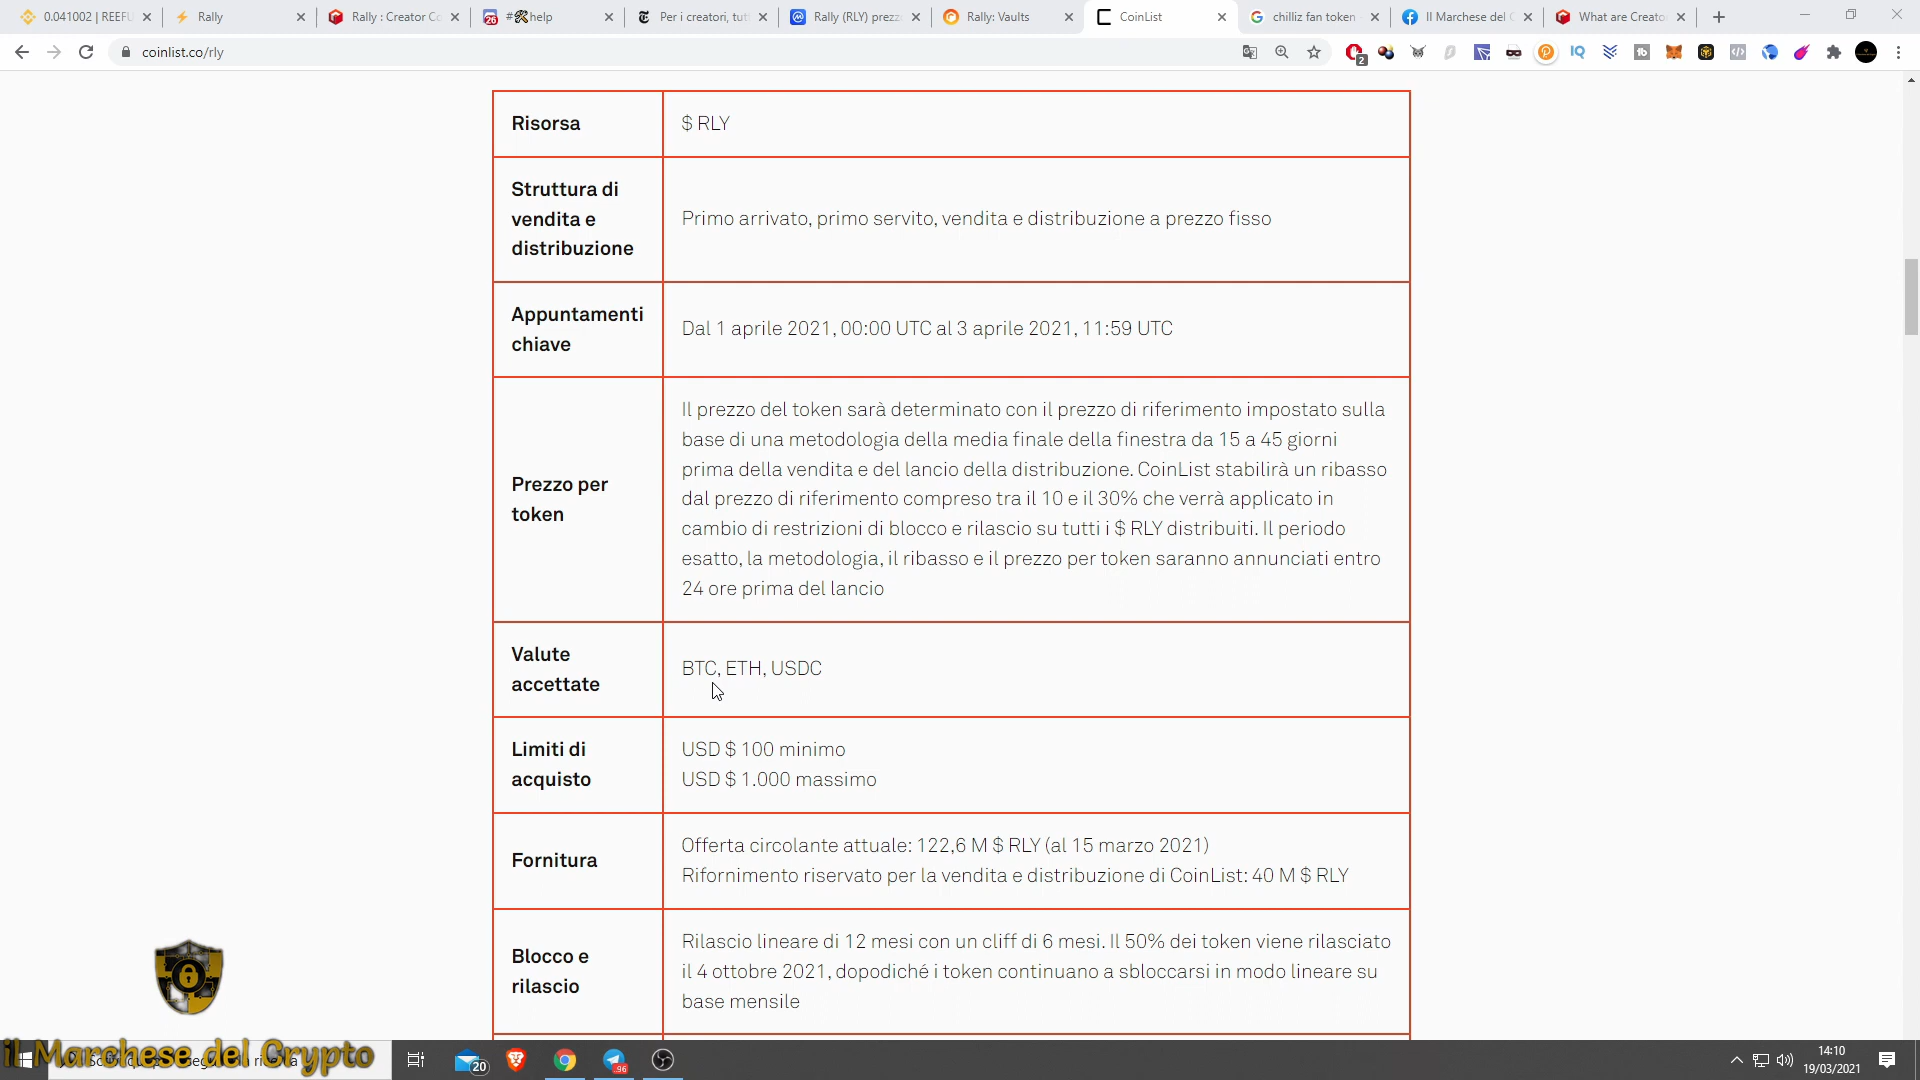 0.041002 | REEFU
Rally
Rally : Creator Co
#🛠help
Per i creatori, tut
Rally (RLY) prezz
Rally: Vaults
CoinList
chilliz fan token
Il Marchese del C
What are Creato
coinlist.co/rly
Risorsa
$ RLY
Struttura di
vendita e
distribuzione
Primo arrivato, primo servito, vendita e distribuzione a prezzo fisso
Appuntamenti
chiave
Dal 1 aprile 2021, 00:00 UTC al 3 aprile 2021, 11:59 UTC
Prezzo per
token
Il prezzo del token sarà determinato con il prezzo di riferimento impostato sulla
base di una metodologia della media finale della finestra da 15 a 45 giorni
prima della vendita e del lancio della distribuzione. CoinList stabilirà un ribasso
dal prezzo di riferimento compreso tra il 10 e il 30% che verrà applicato in
cambio di restrizioni di blocco e rilascio su tutti i $ RLY distribuiti. Il periodo
esatto, la metodologia, il ribasso e il prezzo per token saranno annunciati entro
24 ore prima del lancio
Valute
accettate
BTC, ETH, USDC
Limiti di
acquisto
USD $ 100 minimo
USD $ 1.000 massimo
Fornitura
Offerta circolante attuale: 122,6 M $ RLY (al 15 marzo 2021)
Rifornimento riservato per la vendita e distribuzione di CoinList: 40 M $ RLY
Blocco e
rilascio
Rilascio lineare di 12 mesi con un cliff di 6 mesi. Il 50% dei token viene rilasciato
il 4 ottobre 2021, dopodiché i token continuano a sbloccarsi in modo lineare su
base mensile
il Marchese del Crypto
20
96
14:10
19/03/2021